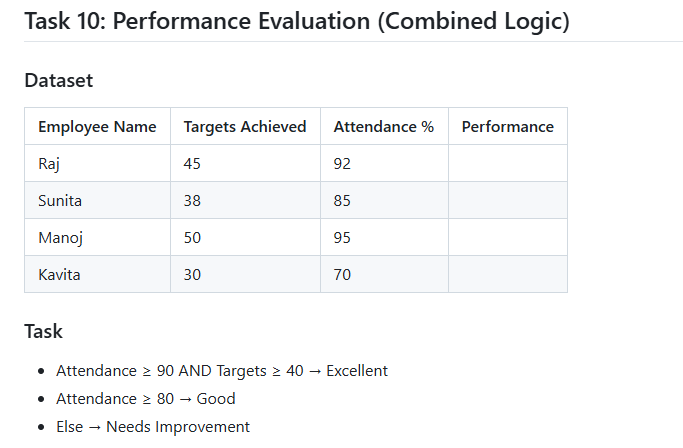 Task 10: Performance Evaluation (Combined Logic)
Dataset
Employee Name Targets Achieved Attendance % Performance
Raj 45 92
Sunita 38 85
Manoj 50 95
Kavita 30 70
Task
• Attendance ≥ 90 AND Targets ≥ 40 → Excellent
• Attendance ≥ 80 → Good
• Else → Needs Improvement